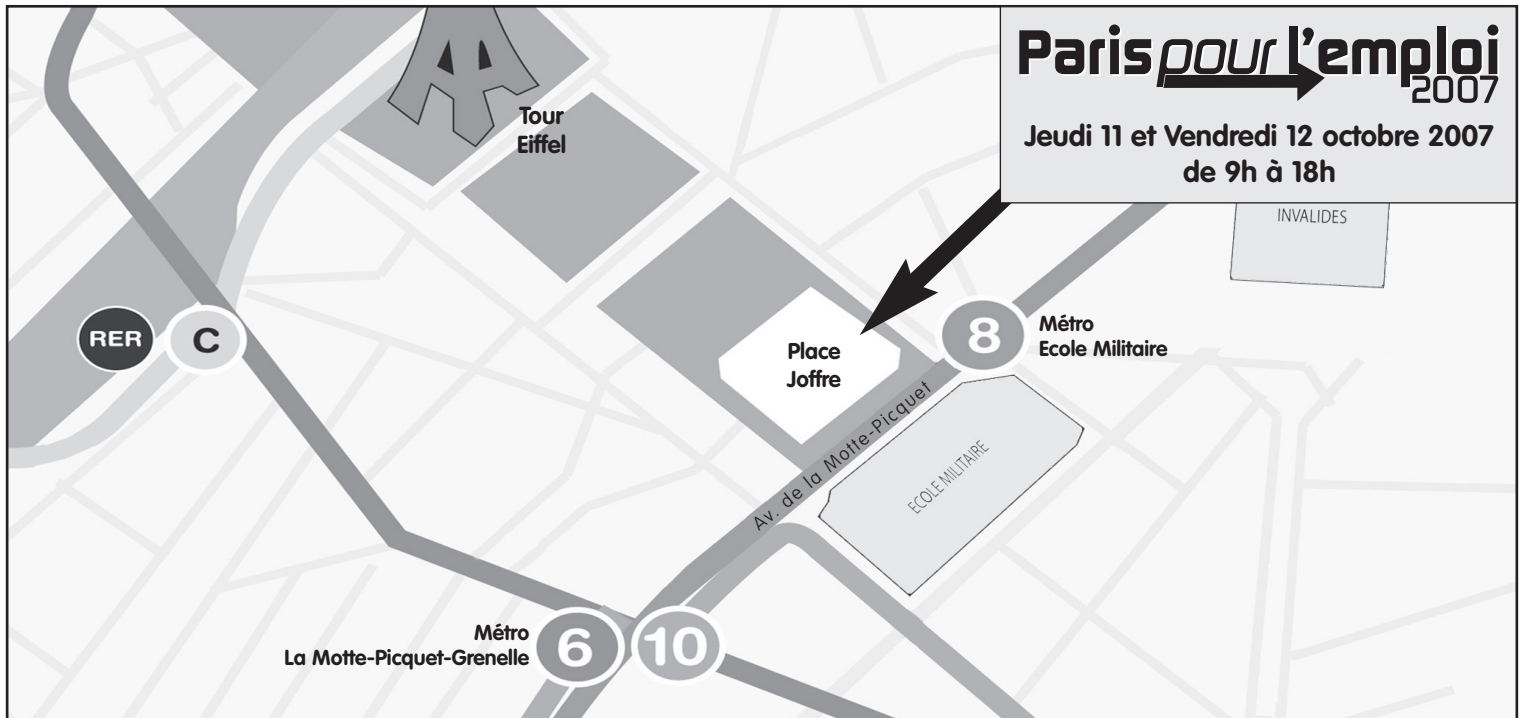 Paris pour L'emploi
2007
Jeudi 11 et Vendredi 12 octobre 2007
de 9h à 18h
Tour
Eiffel
INVALIDES
RER
C
Place
Joffre
8
Métro
Ecole Militaire
Av. de la Motte-Picquet
ECOLE MILITAIRE
Métro
La Motte-Picquet-Grenelle
6
10